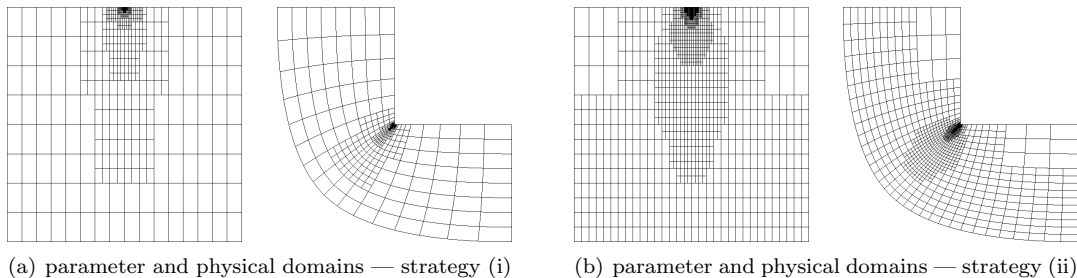 (a) parameter and physical domains — strategy (i)
(b) parameter and physical domains — strategy (ii)